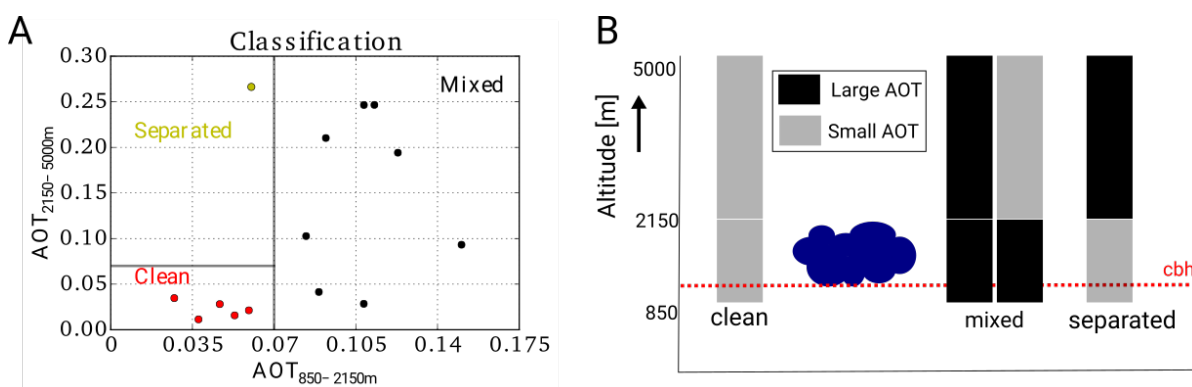 A
Classification
0.30
0.25
0.20
0.15
0.10
0.05
0.00
AOT2150-5000m
Mixed
Separated
Clean
0
0.035
0.07
0.105
0.14
0.175
AOT850-2150m
B
5000
2150
850
Altitude [m]
Large AOT
Small AOT
cbh
clean
mixed
separated